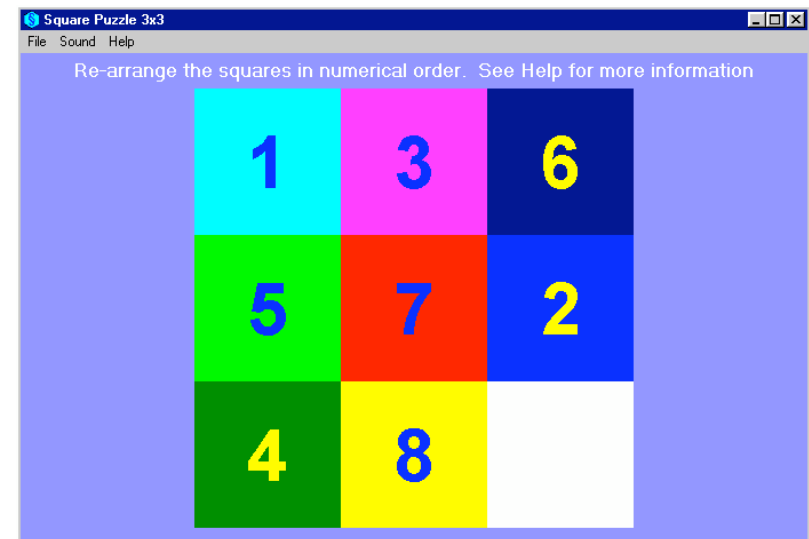 Square Puzzle 3x3
File Sound Help
Re-arrange the squares in numerical order. See Help for more information
1 3 6
5 7 2
4 8